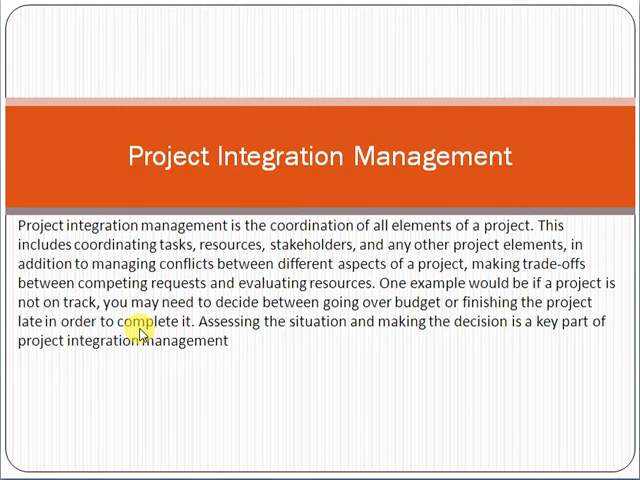 Project Integration Management
Project integration management is the coordination of all elements of a project. This
includes coordinating tasks, resources, stakeholders, and any other project elements, in
addition to managing conflicts between different aspects of a project, making trade-offs
between competing requests and evaluating resources. One example would be if a project is
not on track, you may need to decide between going over budget or finishing the project
late in order to complete it. Assessing the situation and making the decision is a key part of
project integration management